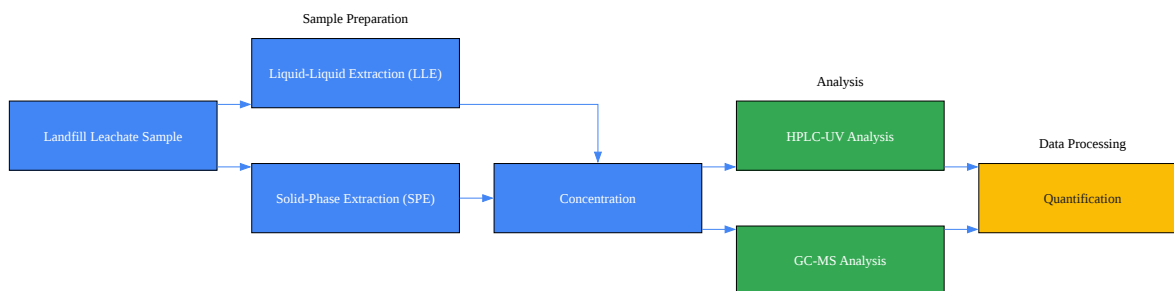 Sample Preparation
Liquid-Liquid Extraction (LLE)
Analysis
Landfill Leachate Sample
HPLC-UV Analysis
Data Processing
Solid-Phase Extraction (SPE)
Concentration
Quantification
GC-MS Analysis